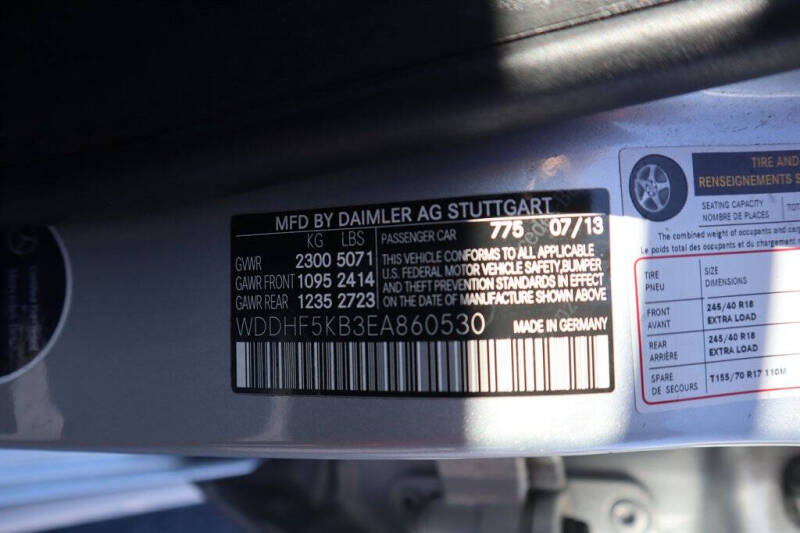 MFD BY DAIMLER AG STUTTGART
KG LBS PASSENGER CAR 775 07/13
GVWR 2300 5071
GAWR FRONT 1095 2414
GAWR REAR 1235 2723
THIS VEHICLE CONFORMS TO ALL APPLICABLE
U.S. FEDERAL MOTOR VEHICLE SAFETY, BUMPER
AND THEFT PREVENTION STANDARDS IN EFFECT
ON DATE OF MANUFACTURE SHOWN ABOVE
WDDHF5KB3EA860530 MADE IN GERMANY
TIRE AND
RENSEIGNEMENTS S
SEATING CAPACITY
NOMBRE DE PLACES
TOT
The combined weight of occupants and carg
Le poids total des occupants et du chargement
TIRE
PNEU
SIZE
DIMENSIONS
FRONT
AVANT
245/40 R18
EXTRA LOAD
REAR
ARRIÈRE
245/40 R18
EXTRA LOAD
SPARE
DE SECOURS
T155/70 R17 110M